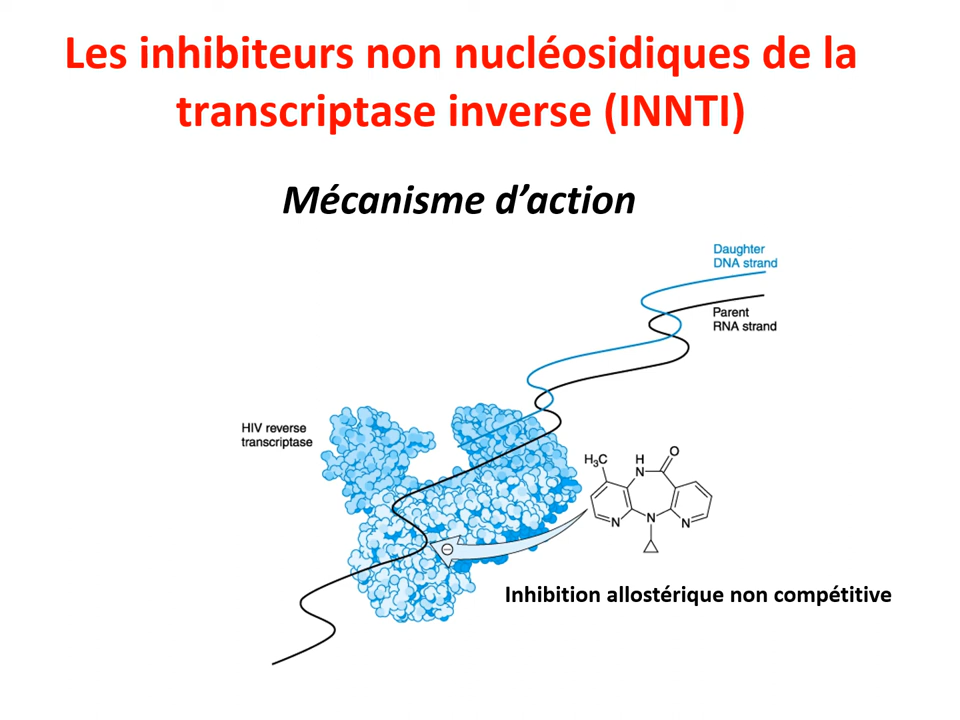 Les inhibiteurs non nucléosidiques de la
transcriptase inverse (INNTI)
Mécanisme d’action
Daughter
DNA strand
Parent
RNA strand
HIV reverse
transcriptase
H₃C
H
N
O
N
N
N
Inhibition allostérique non compétitive